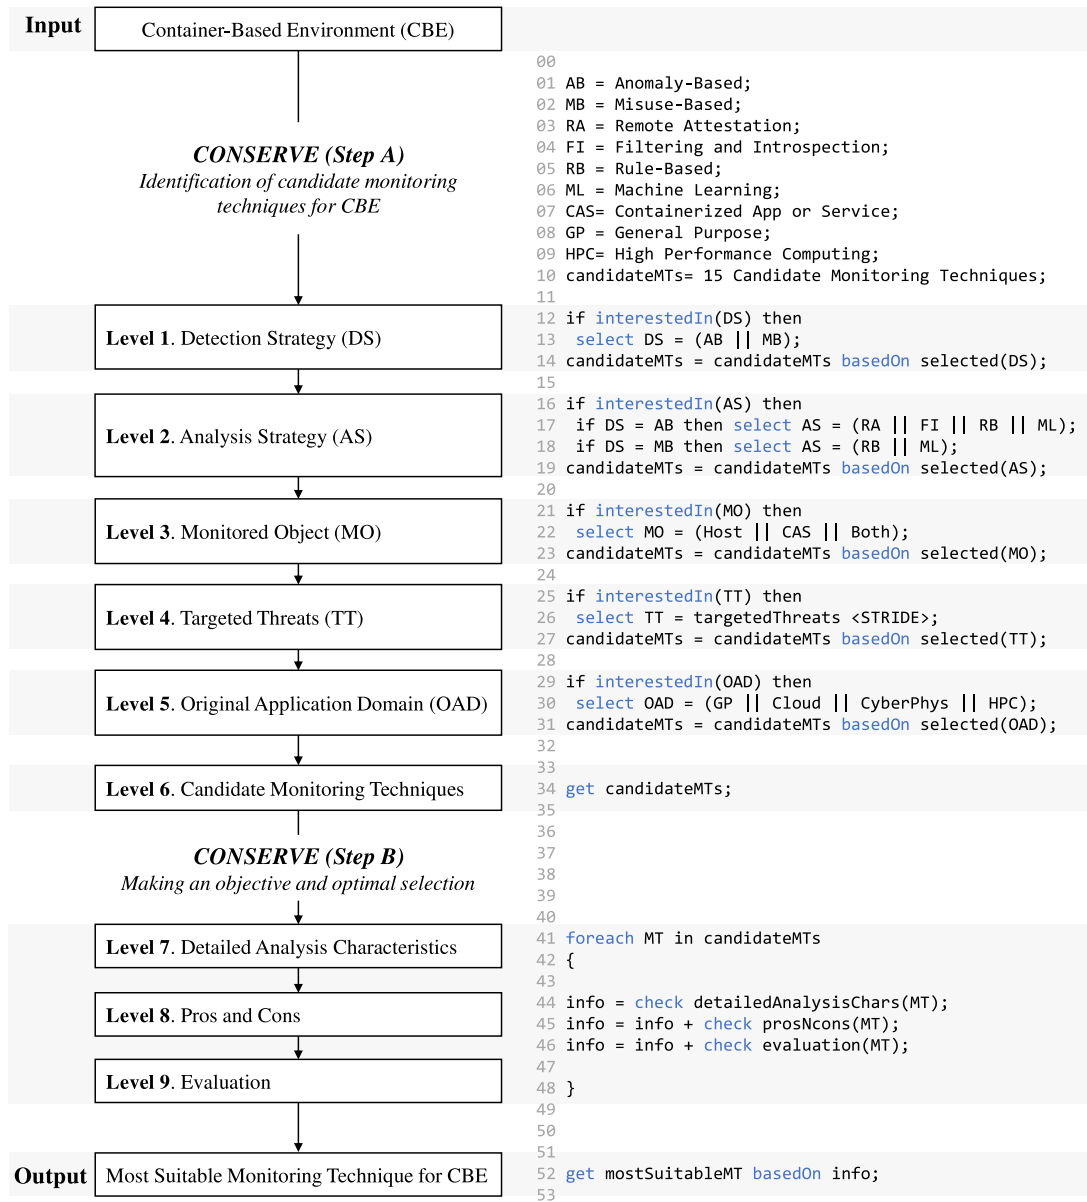 Input
Container-Based Environment (CBE)
CONSERVE (Step A)
Identification of candidate monitoring
techniques for CBE
Level 1. Detection Strategy (DS)
Level 2. Analysis Strategy (AS)
Level 3. Monitored Object (MO)
Level 4. Targeted Threats (TT)
Level 5. Original Application Domain (OAD)
Level 6. Candidate Monitoring Techniques
CONSERVE (Step B)
Making an objective and optimal selection
Level 7. Detailed Analysis Characteristics
Level 8. Pros and Cons
Level 9. Evaluation
Output
Most Suitable Monitoring Technique for CBE
00
01 AB = Anomaly-Based;
02 MB = Misuse-Based;
03 RA = Remote Attestation;
04 FI = Filtering and Introspection;
05 RB = Rule-Based;
06 ML = Machine Learning;
07 CAS= Containerized App or Service;
08 GP = General Purpose;
09 HPC= High Performance Computing;
10 candidateMTs= 15 Candidate Monitoring Techniques;
11
12 if interestedIn(DS) then
13 select DS = (AB || MB);
14 candidateMTs = candidateMTs basedOn selected(DS);
15
16 if interestedIn(AS) then
17 if DS = AB then select AS = (RA || FI || RB || ML);
18 if DS = MB then select AS = (RB || ML);
19 candidateMTs = candidateMTs basedOn selected(AS);
20
21 if interestedIn(MO) then
22 select MO = (Host || CAS || Both);
23 candidateMTs = candidateMTs basedOn selected(MO);
24
25 if interestedIn(TT) then
26 select TT = targetedThreats <STRIDE>;
27 candidateMTs = candidateMTs basedOn selected(TT);
28
29 if interestedIn(OAD) then
30 select OAD = (GP || Cloud || CyberPhys || HPC);
31 candidateMTs = candidateMTs basedOn selected(OAD);
32
33
34 get candidateMTs;
35
36
37
38
39
40
41 foreach MT in candidateMTs
42 {
43
44 info = check detailedAnalysisChars(MT);
45 info = info + check prosNcons(MT);
46 info = info + check evaluation(MT);
47
48 }
49
50
51
52 get mostSuitableMT basedOn info;
53